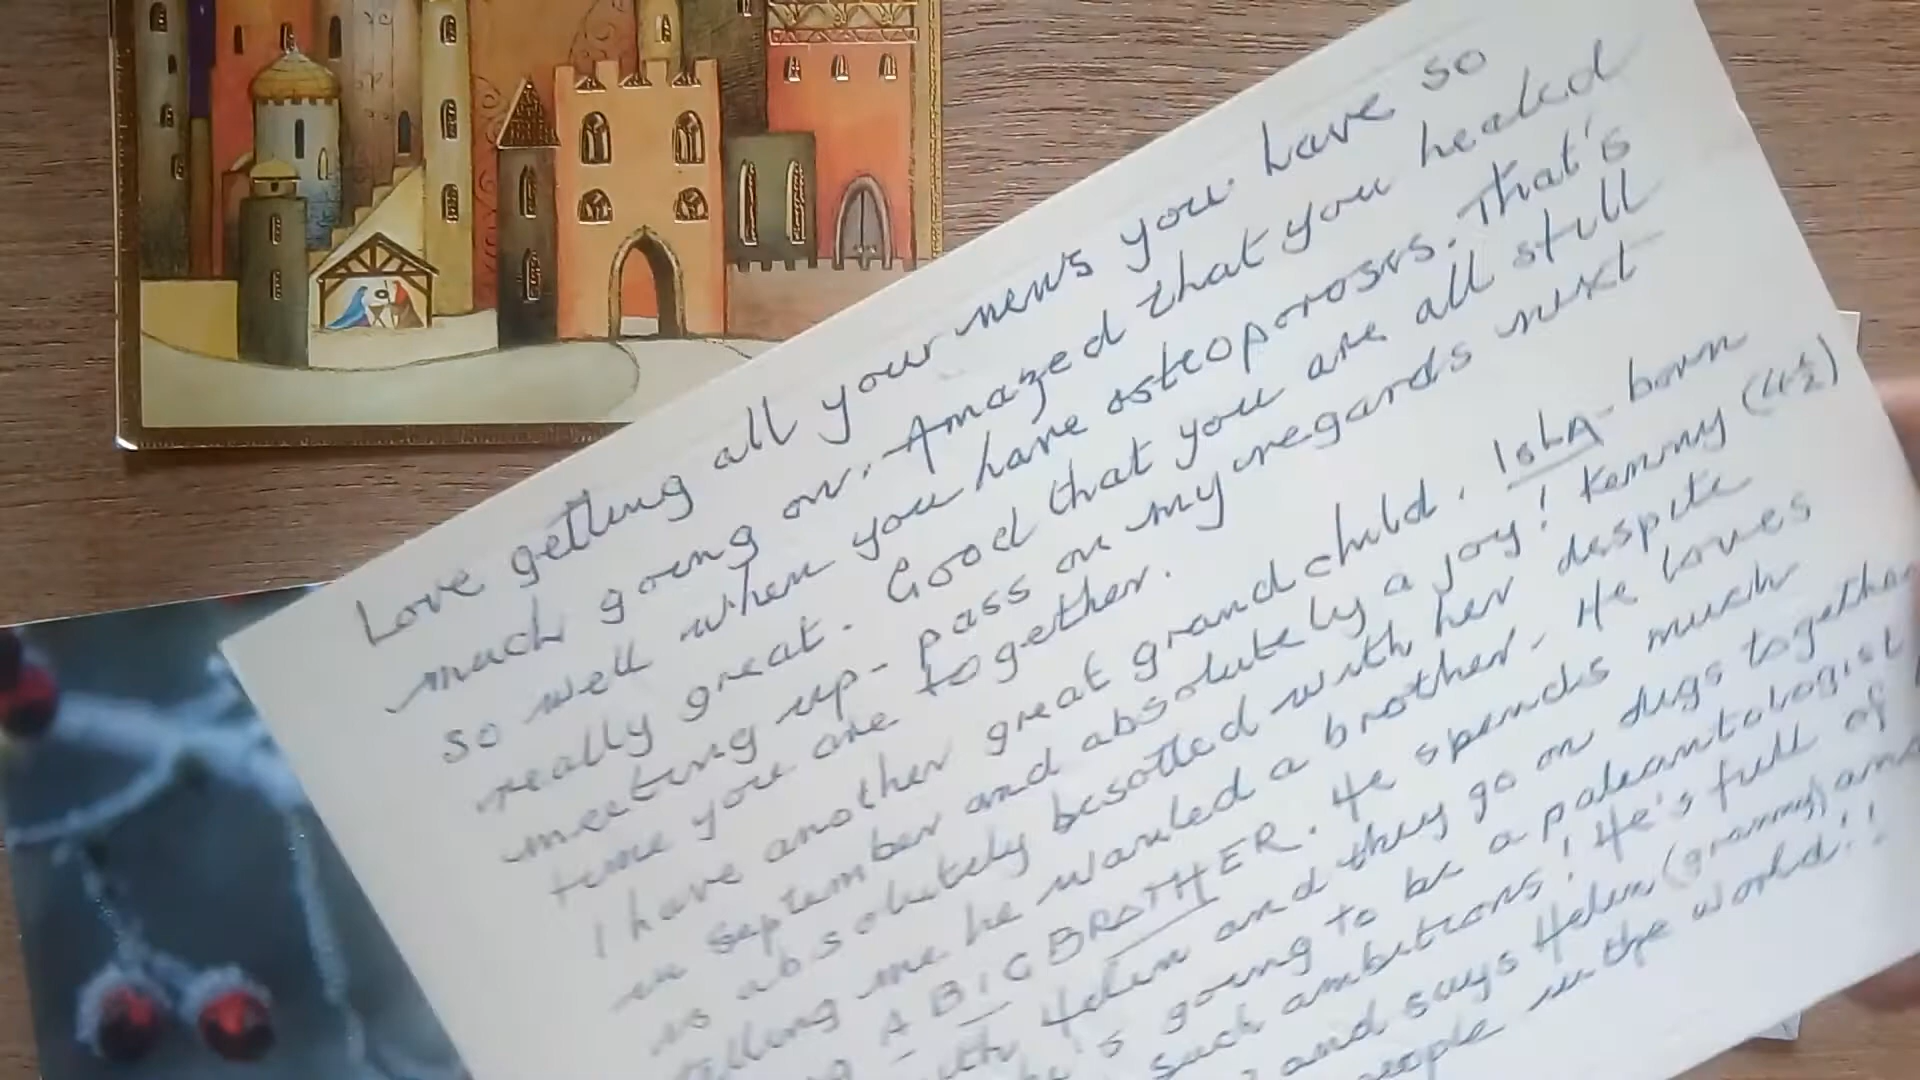 Love getting all your news you have so
much going on. Amazed that you healed
so well when you have osteoporosis. That's
really great. Good that you are all still
meeting up - pass on my regards next
time you are together.
I have another great grandchild. IslA - born
in September and absolutely a joy! Kenny (4½)
is absolutely besotted with her despite
telling me he wanted a brother. He loves
A BIG BROTHER. He spends much
with Helen and they go on digs together
he's going to be a paleantologist
such ambitions! He's full of
and says Helen (granny) and
people in the world!!